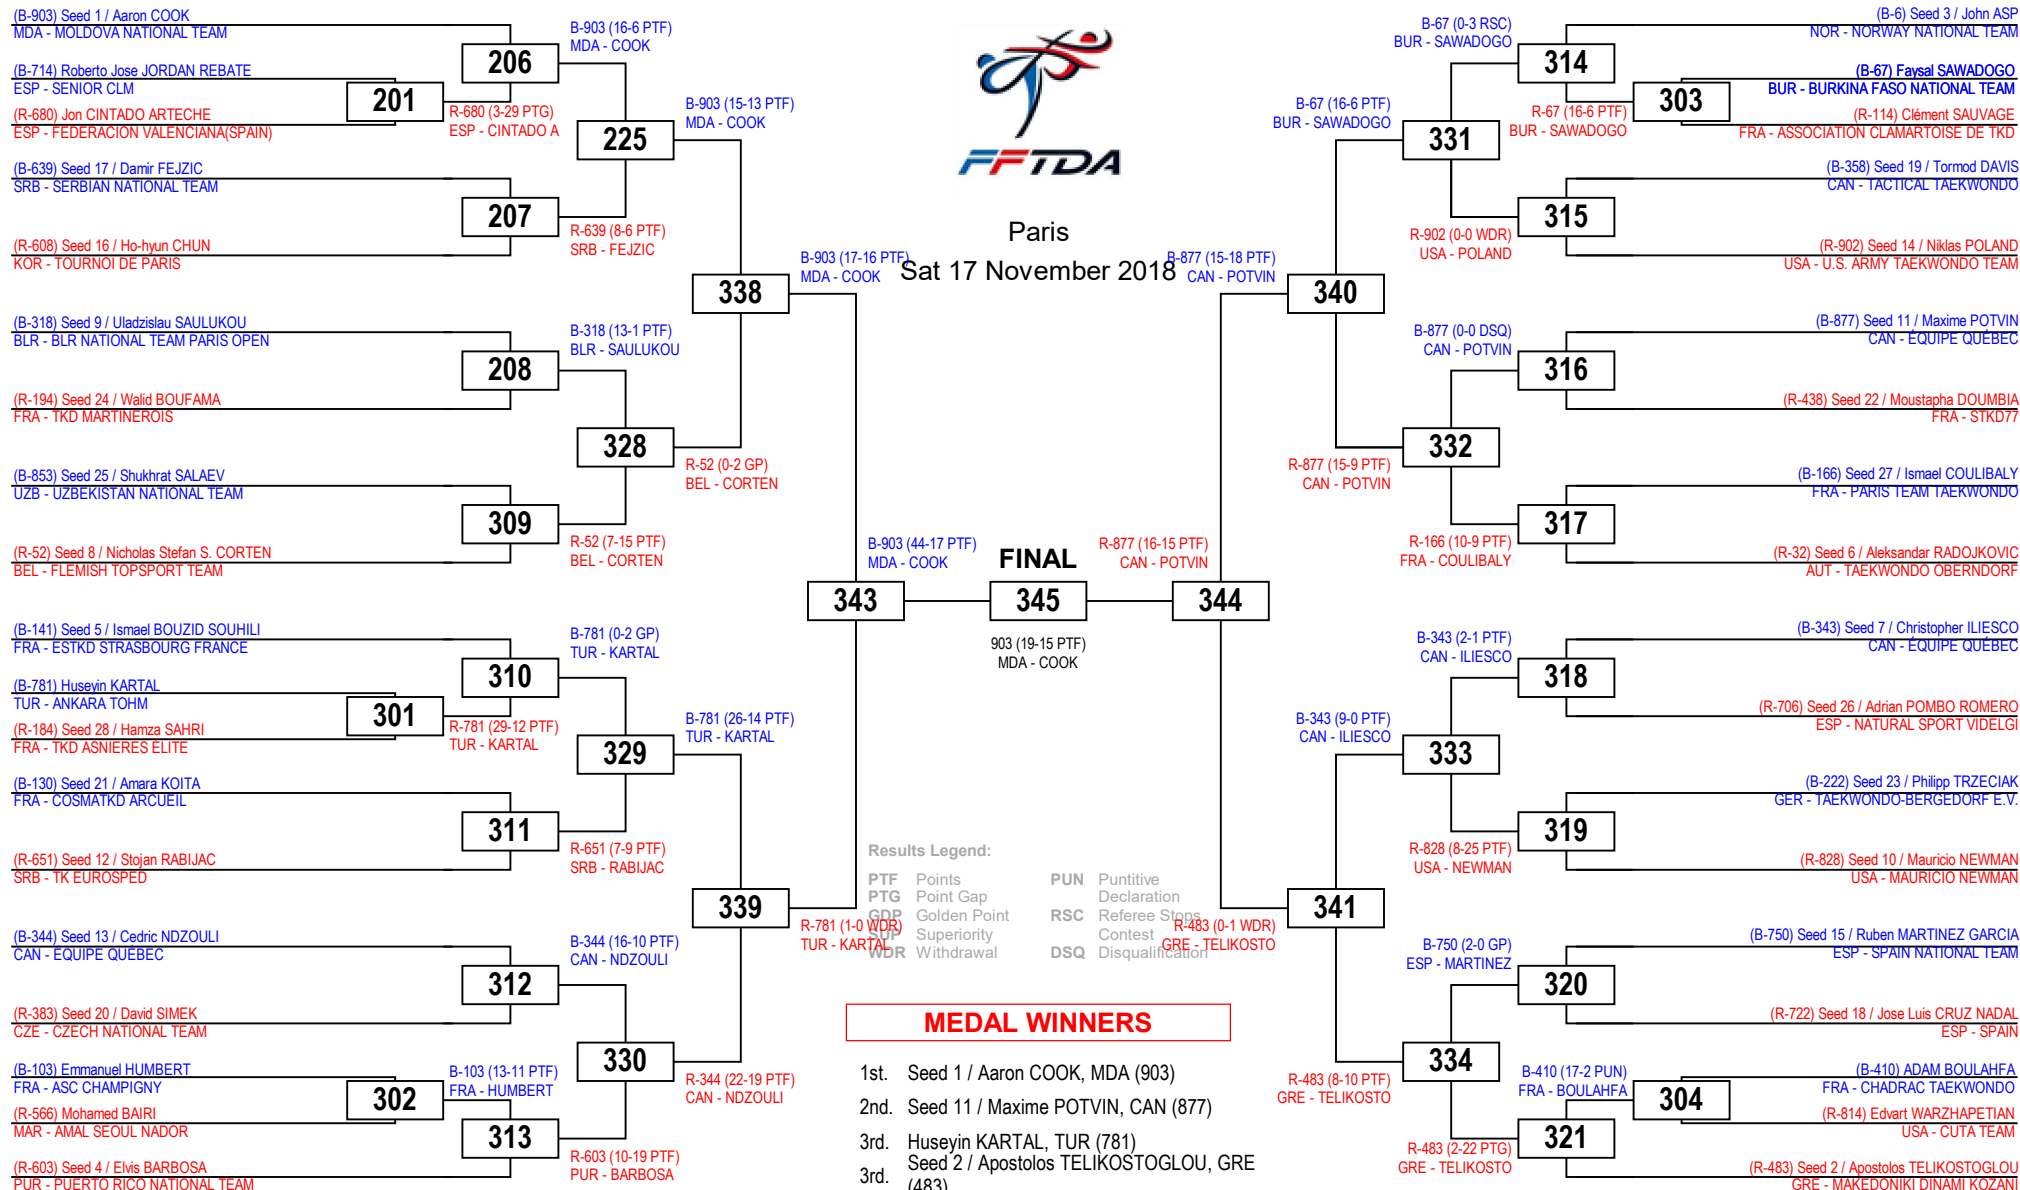 (B-903) Seed 1 / Aaron COOK
MDA - MOLDOVA NATIONAL TEAM
(B-714) Roberto Jose JORDAN REBATE
ESP - SENIOR CLM
(R-680) Jon CINTADO ARTECHE
ESP - FEDERACION VALENCIANA(SPAIN)
(B-639) Seed 17 / Damir FEJZIC
SRB - SERBIAN NATIONAL TEAM
(R-608) Seed 16 / Ho-hyun CHUN
KOR - TOURNOI DE PARIS
(B-318) Seed 9 / Uladzislau SAULUKOU
BLR - BLR NATIONAL TEAM PARIS OPEN
(R-194) Seed 24 / Walid BOUFAMA
FRA - TKD MARTINEROIS
(B-853) Seed 25 / Shukhrat SALAEV
UZB - UZBEKISTAN NATIONAL TEAM
(R-52) Seed 8 / Nicholas Stefan S. CORTEN
BEL - FLEMISH TOPSPORT TEAM
(B-141) Seed 5 / Ismael BOUZID SOUHILI
FRA - ESTKD STRASBOURG FRANCE
(B-781) Huseyin KARTAL
TUR - ANKARA TOHM
(R-184) Seed 28 / Hamza SAHRI
FRA - TKD ASNIERES ÉLITE
(B-130) Seed 21 / Amara KOITA
FRA - COSMATKD ARCUEIL
(R-651) Seed 12 / Stojan RABIJAC
SRB - TK EUROSPED
(B-344) Seed 13 / Cedric NDZOULI
CAN - ÉQUIPE QUÉBEC
(R-383) Seed 20 / David SIMEK
CZE - CZECH NATIONAL TEAM
(B-103) Emmanuel HUMBERT
FRA - ASC CHAMPIGNY
(R-566) Mohamed BAIRI
MAR - AMAL SEOUL NADOR
(R-603) Seed 4 / Elvis BARBOSA
PUR - PUERTO RICO NATIONAL TEAM
201
R-680 (3-29 PTG)
ESP - CINTADO A
301
R-781 (29-12 PTF)
TUR - KARTAL
302
B-103 (13-11 PTF)
FRA - HUMBERT
206
B-903 (16-6 PTF)
MDA - COOK
207
R-639 (8-6 PTF)
SRB - FEJZIC
208
B-318 (13-1 PTF)
BLR - SAULUKOU
309
R-52 (7-15 PTF)
BEL - CORTEN
310
B-781 (0-2 GP)
TUR - KARTAL
311
R-651 (7-9 PTF)
SRB - RABIJAC
312
B-344 (16-10 PTF)
CAN - NDZOULI
313
R-603 (10-19 PTF)
PUR - BARBOSA
225
B-903 (15-13 PTF)
MDA - COOK
328
R-52 (0-2 GP)
BEL - CORTEN
329
B-781 (26-14 PTF)
TUR - KARTAL
330
R-344 (22-19 PTF)
CAN - NDZOULI
338
B-903 (17-16 PTF)
MDA - COOK
339
R-781 (1-0 WDR)
TUR - KARTAL
343
B-903 (44-17 PTF)
MDA - COOK
FFTDA
Paris
Sat 17 November 2018
FINAL
345
903 (19-15 PTF)
MDA - COOK
Results Legend:
PTF Points
PTG Point Gap
GDP Golden Point
SUP Superiority
WDR Withdrawal
PUN Puntitive
Declaration
RSC Referee Stops
Contest
DSQ Disqualification
MEDAL WINNERS
1st. Seed 1 / Aaron COOK, MDA (903)
2nd. Seed 11 / Maxime POTVIN, CAN (877)
3rd. Huseyin KARTAL, TUR (781)
3rd. Seed 2 / Apostolos TELIKOSTOGLOU, GRE
(483)
344
R-877 (16-15 PTF)
CAN - POTVIN
340
B-877 (15-18 PTF)
CAN - POTVIN
341
R-483 (0-1 WDR)
GRE - TELIKOSTO
331
B-67 (16-6 PTF)
BUR - SAWADOGO
332
R-877 (15-9 PTF)
CAN - POTVIN
333
B-343 (9-0 PTF)
CAN - ILIESCO
334
R-483 (8-10 PTF)
GRE - TELIKOSTO
314
B-67 (0-3 RSC)
BUR - SAWADOGO
315
R-902 (0-0 WDR)
USA - POLAND
316
B-877 (0-0 DSQ)
CAN - POTVIN
317
R-166 (10-9 PTF)
FRA - COULIBALY
318
B-343 (2-1 PTF)
CAN - ILIESCO
319
R-828 (8-25 PTF)
USA - NEWMAN
320
B-750 (2-0 GP)
ESP - MARTINEZ
321
R-483 (2-22 PTG)
GRE - TELIKOSTO
303
R-67 (16-6 PTF)
BUR - SAWADOGO
304
B-410 (17-2 PUN)
FRA - BOULAHFA
(B-6) Seed 3 / John ASP
NOR - NORWAY NATIONAL TEAM
(B-67) Faysal SAWADOGO
BUR - BURKINA FASO NATIONAL TEAM
(R-114) Clément SAUVAGE
FRA - ASSOCIATION CLAMARTOISE DE TKD
(B-358) Seed 19 / Tormod DAVIS
CAN - TACTICAL TAEKWONDO
(R-902) Seed 14 / Niklas POLAND
USA - U.S. ARMY TAEKWONDO TEAM
(B-877) Seed 11 / Maxime POTVIN
CAN - ÉQUIPE QUÉBEC
(R-438) Seed 22 / Moustapha DOUMBIA
FRA - STKD77
(B-166) Seed 27 / Ismael COULIBALY
FRA - PARIS TEAM TAEKWONDO
(R-32) Seed 6 / Aleksandar RADOJKOVIC
AUT - TAEKWONDO OBERNDORF
(B-343) Seed 7 / Christopher ILIESCO
CAN - ÉQUIPE QUÉBEC
(R-706) Seed 26 / Adrian POMBO ROMERO
ESP - NATURAL SPORT VIDELGI
(B-222) Seed 23 / Philipp TRZECIAK
GER - TAEKWONDO-BERGEDORF E.V.
(R-828) Seed 10 / Mauricio NEWMAN
USA - MAURICIO NEWMAN
(B-750) Seed 15 / Ruben MARTINEZ GARCIA
ESP - SPAIN NATIONAL TEAM
(R-722) Seed 18 / Jose Luis CRUZ NADAL
ESP - SPAIN
(B-410) ADAM BOULAHFA
FRA - CHADRAC TAEKWONDO
(R-814) Edvart WARZHAPETIAN
USA - CUTA TEAM
(R-483) Seed 2 / Apostolos TELIKOSTOGLOU
GRE - MAKEDONIKI DINAMI KOZANI